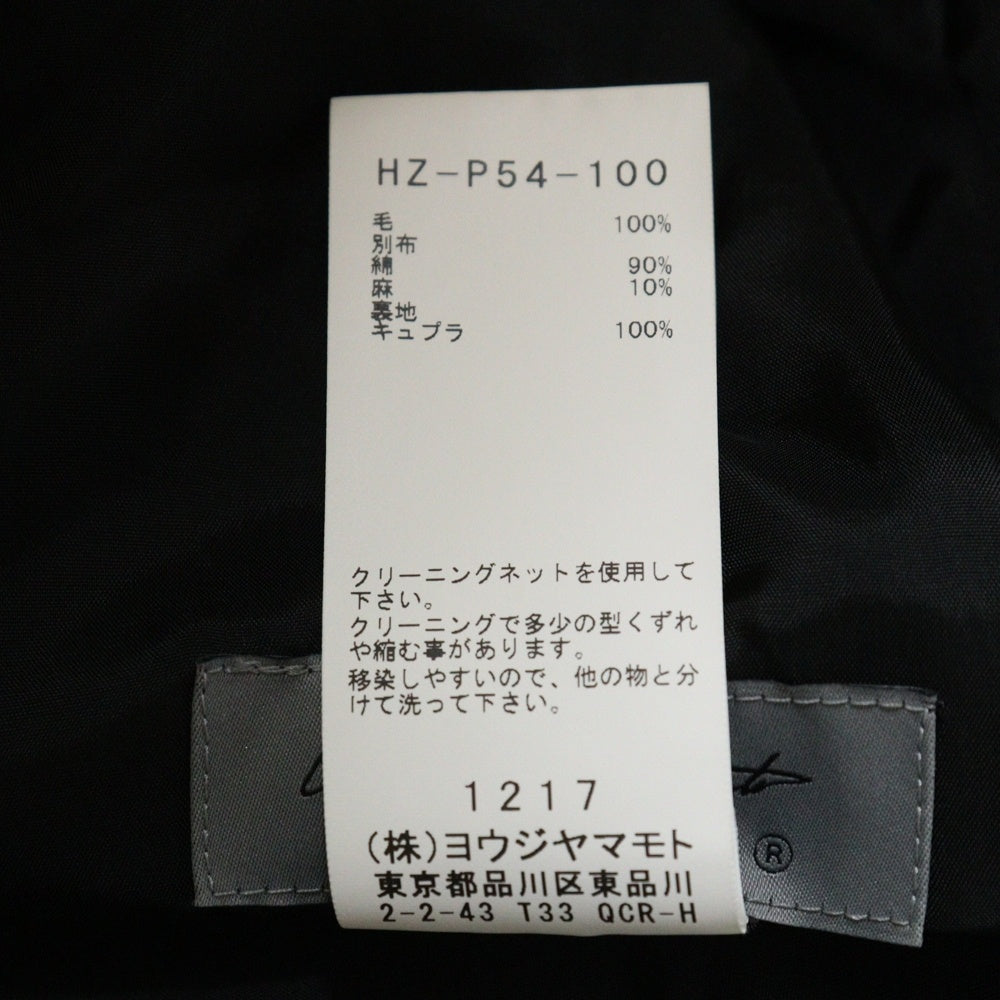 HZ-P54-100
毛 100%
別布
綿 90%
麻 10%
裏地
キュプラ 100%
クリーニングネットを使用して
下さい。
クリーニングで多少の型くずれ
や縮む事があります。
移染しやすいので、他の物と分
けて洗って下さい。
1217
(株)ヨウジヤマモト
®
東京都品川区東品川
2-2-43 T33 QCR-H